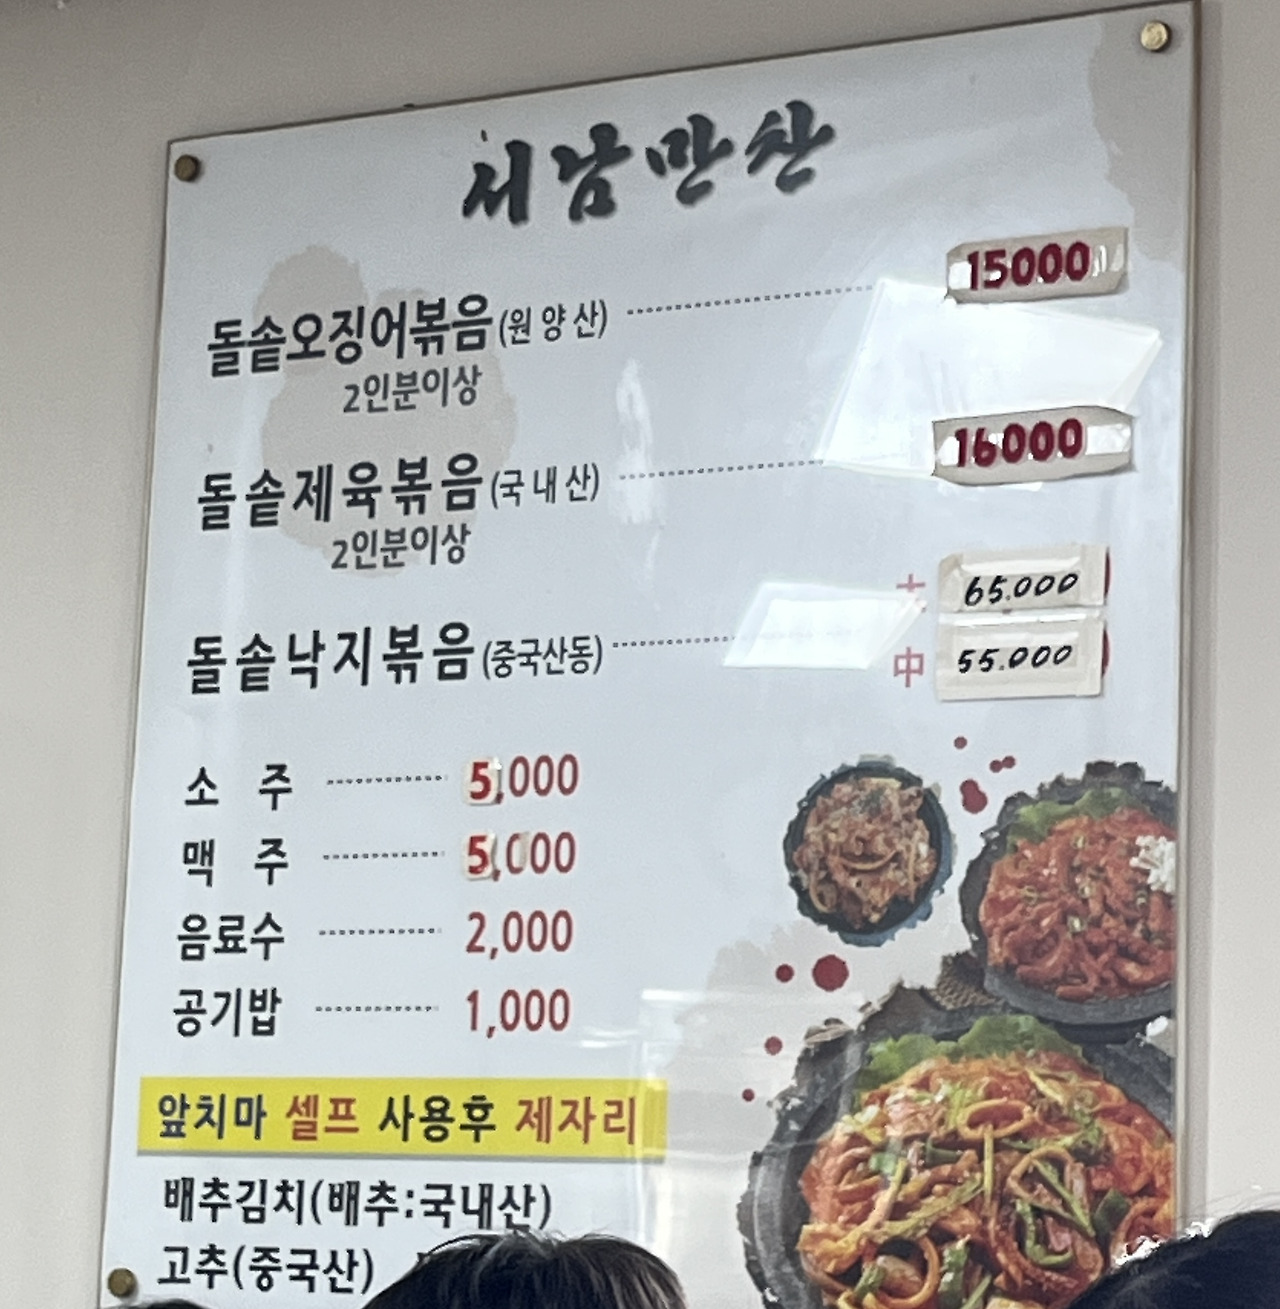 서남만찬
돌솥오징어볶음(원양산) 15000
2인분이상
돌솥제육볶음(국내산) 16000
2인분이상
大 65.000
돌솥낙지볶음(중국산동)
中 55.000
소주 5,000
맥주 5,000
음료수 2,000
공기밥 1,000
앞치마 셀프 사용후 제자리
배추김치(배추:국내산)
고추(중국산)